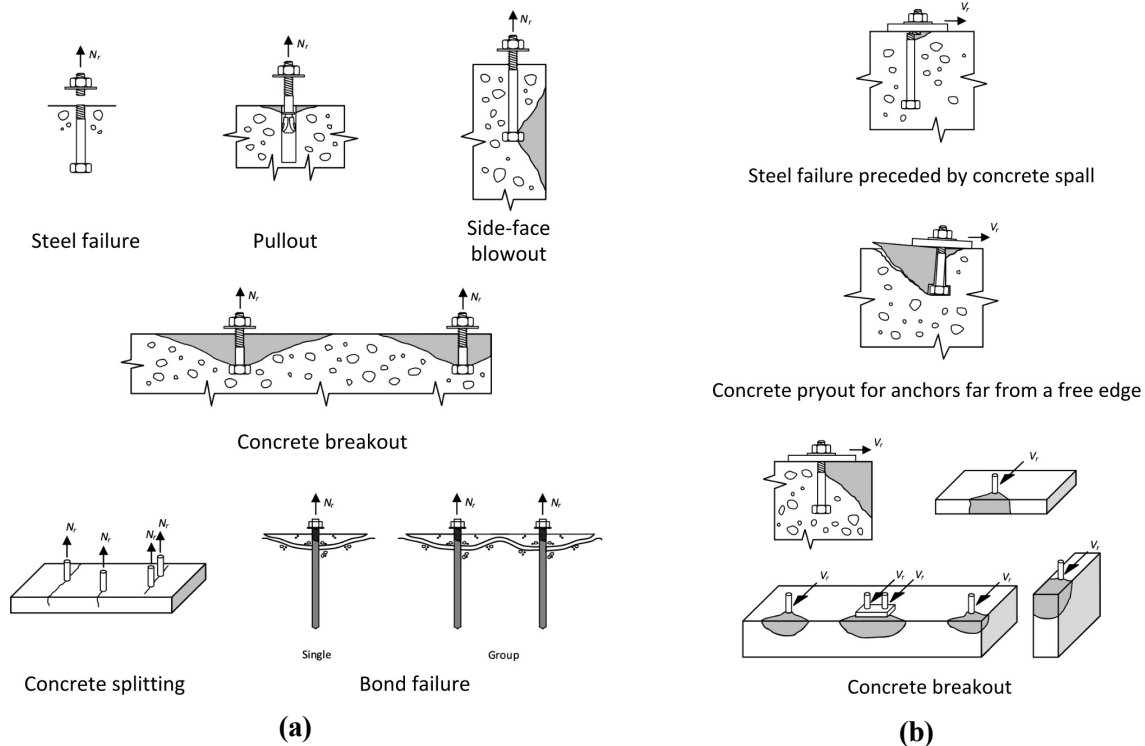 Nr
Nr
Nr
Steel failure
Pullout
Side-face
blowout
Nr
Nr
Concrete breakout
Nr
Nr
Nr
Nr
Concrete splitting
Nr
Nr
Nr
Single
Group
Bond failure
(a)
Vr
Steel failure preceded by concrete spall
Vr
Concrete pryout for anchors far from a free edge
Vr
Vr
Vr
Vr
Vr
Vr
Vr
Concrete breakout
(b)